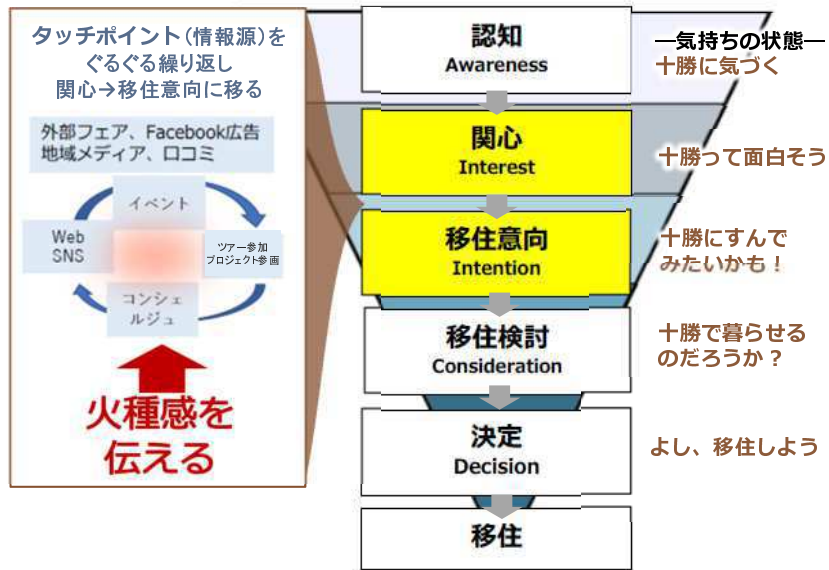 タッチポイント(情報源)を
ぐるぐる繰り返し
関心→移住意向に移る
外部フェア、Facebook広告
地域メディア、口コミ
イベント
Web
SNS
ツアー参加
プロジェクト参画
コンシェ
ルジュ
火種感を
伝える
認知
Awareness
関心
Interest
移住意向
Intention
移住検討
Consideration
決定
Decision
移住
―気持ちの状態―
十勝に気づく
十勝って面白そう
十勝にすんで
みたいかも！
十勝で暮らせる
のだろうか？
よし、移住しよう